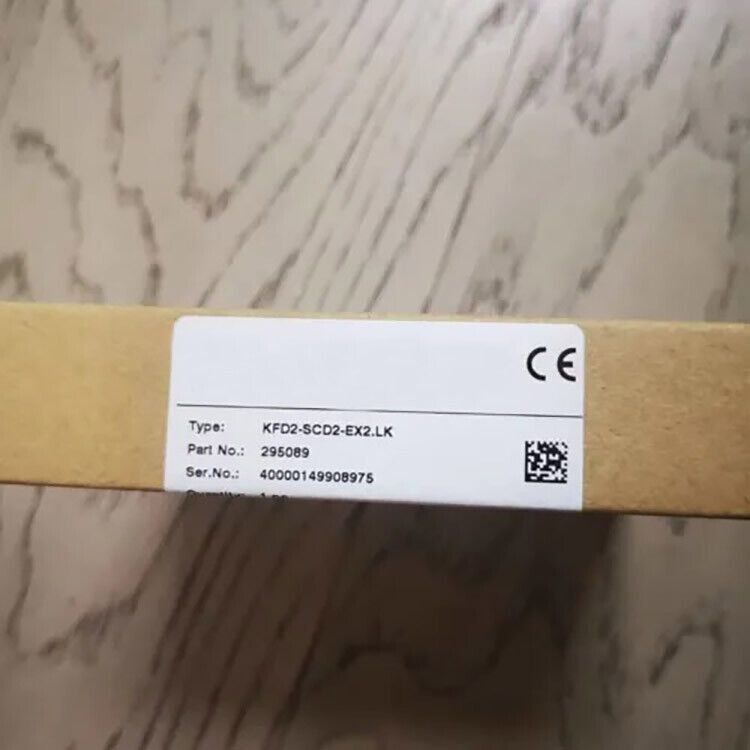 CE
Type: KFD2-SCD2-EX2.LK
Part No.: 295089
Ser.No.: 40000149908975